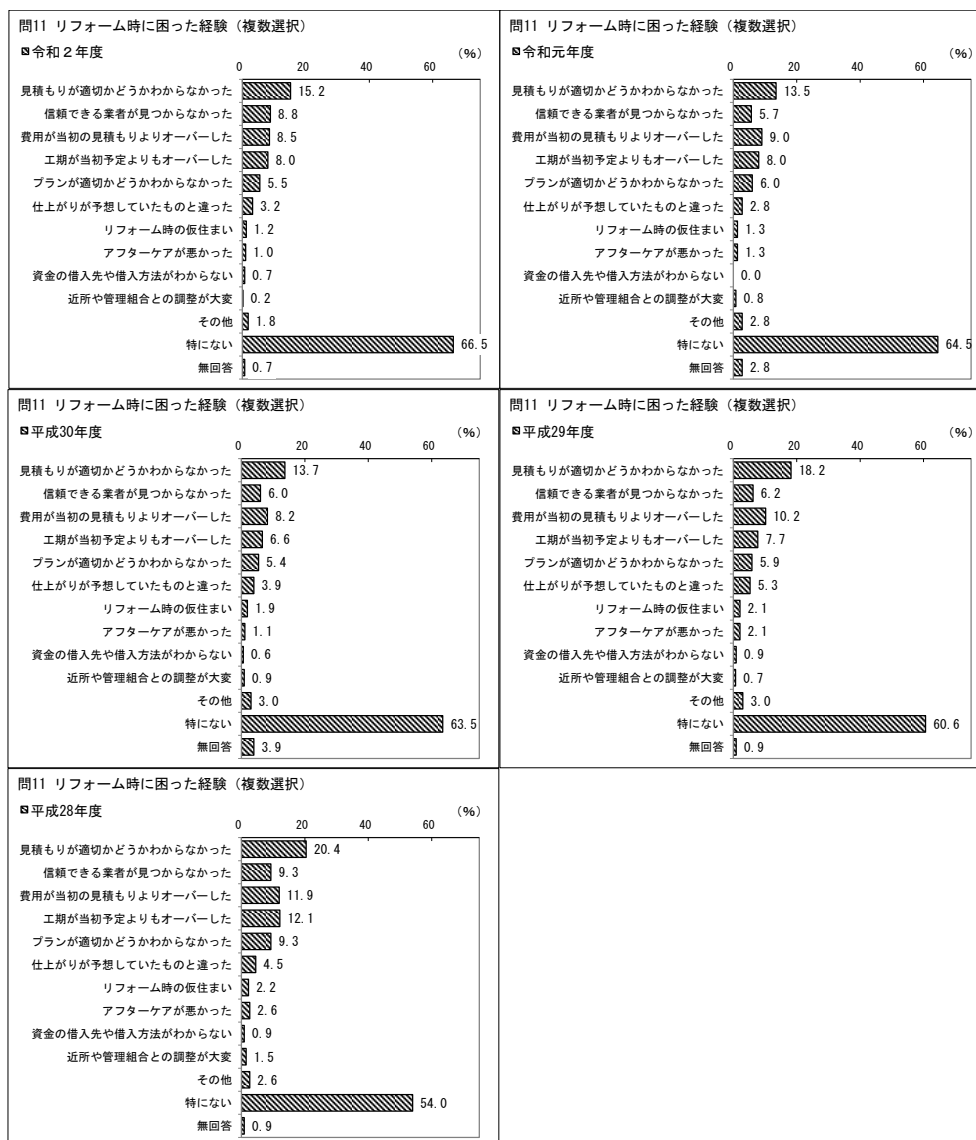 問11 リフォーム時に困った経験（複数選択）
令和２年度
（％）
0 20 40 60
見積もりが適切かどうかわからなかった 15.2
信頼できる業者が見つからなかった 8.8
費用が当初の見積もりよりオーバーした 8.5
工期が当初予定よりもオーバーした 8.0
プランが適切かどうかわからなかった 5.5
仕上がりが予想していたものと違った 3.2
リフォーム時の仮住まい 1.2
アフターケアが悪かった 1.0
資金の借入先や借入方法がわからない 0.7
近所や管理組合との調整が大変 0.2
その他 1.8
特にない 66.5
無回答 0.7
問11 リフォーム時に困った経験（複数選択）
令和元年度
（％）
0 20 40 60
見積もりが適切かどうかわからなかった 13.5
信頼できる業者が見つからなかった 5.7
費用が当初の見積もりよりオーバーした 9.0
工期が当初予定よりもオーバーした 8.0
プランが適切かどうかわからなかった 6.0
仕上がりが予想していたものと違った 2.8
リフォーム時の仮住まい 1.3
アフターケアが悪かった 1.3
資金の借入先や借入方法がわからない 0.0
近所や管理組合との調整が大変 0.8
その他 2.8
特にない 64.5
無回答 2.8
問11 リフォーム時に困った経験（複数選択）
平成30年度
（％）
0 20 40 60
見積もりが適切かどうかわからなかった 13.7
信頼できる業者が見つからなかった 6.0
費用が当初の見積もりよりオーバーした 8.2
工期が当初予定よりもオーバーした 6.6
プランが適切かどうかわからなかった 5.4
仕上がりが予想していたものと違った 3.9
リフォーム時の仮住まい 1.9
アフターケアが悪かった 1.1
資金の借入先や借入方法がわからない 0.6
近所や管理組合との調整が大変 0.9
その他 3.0
特にない 63.5
無回答 3.9
問11 リフォーム時に困った経験（複数選択）
平成29年度
（％）
0 20 40 60
見積もりが適切かどうかわからなかった 18.2
信頼できる業者が見つからなかった 6.2
費用が当初の見積もりよりオーバーした 10.2
工期が当初予定よりもオーバーした 7.7
プランが適切かどうかわからなかった 5.9
仕上がりが予想していたものと違った 5.3
リフォーム時の仮住まい 2.1
アフターケアが悪かった 2.1
資金の借入先や借入方法がわからない 0.9
近所や管理組合との調整が大変 0.7
その他 3.0
特にない 60.6
無回答 0.9
問11 リフォーム時に困った経験（複数選択）
平成28年度
（％）
0 20 40 60
見積もりが適切かどうかわからなかった 20.4
信頼できる業者が見つからなかった 9.3
費用が当初の見積もりよりオーバーした 11.9
工期が当初予定よりもオーバーした 12.1
プランが適切かどうかわからなかった 9.3
仕上がりが予想していたものと違った 4.5
リフォーム時の仮住まい 2.2
アフターケアが悪かった 2.6
資金の借入先や借入方法がわからない 0.9
近所や管理組合との調整が大変 1.5
その他 2.6
特にない 54.0
無回答 0.9